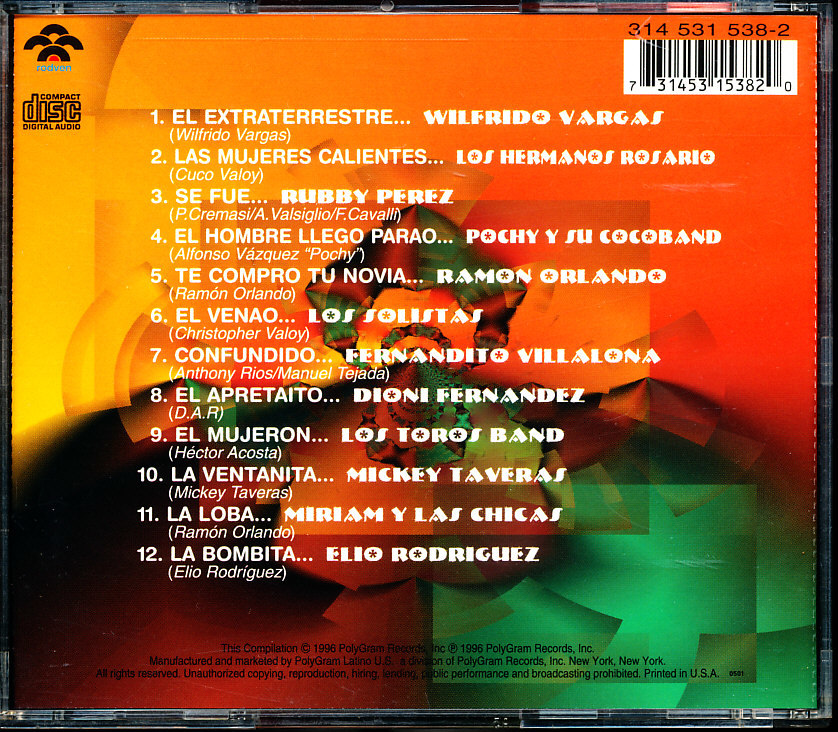 314 531 538-2
rodven
COMPACT
disc
DIGITAL AUDIO
7 31453 15382 0
1. EL EXTRATERRESTRE... WILFRIDO VARGAS
(Wilfrido Vargas)
2. LAS MUJERES CALIENTES... LOS HERMANOS ROSARIO
(Cuco Valoy)
3. SE FUE... RUBBY PEREZ
(P.Cremasi/A.Valsiglio/F.Cavalli)
4. EL HOMBRE LLEGO PARAO... POCHY Y SU COCOBAND
(Alfonso Vázquez "Pochy")
5. TE COMPRO TU NOVIA... RAMON ORLANDO
(Ramón Orlando)
6. EL VENAO... LOS SOLISTAS
(Christopher Valoy)
7. CONFUNDIDO... FERNANDITO VILLALONA
(Anthony Rios/Manuel Tejada)
8. EL APRETAITO... DIONI FERNANDEZ
(D.A.R)
9. EL MUJERON... LOS TOROS BAND
(Héctor Acosta)
10. LA VENTANITA... MICKEY TAVERAS
(Mickey Taveras)
11. LA LOBA... MIRIAM Y LAS CHICAS
(Ramón Orlando)
12. LA BOMBITA... ELIO RODRIGUEZ
(Elio Rodríguez)
This Compilation © 1996 PolyGram Records, Inc ℗ 1996 PolyGram Records, Inc.
Manufactured and marketed by PolyGram Latino U.S. a division of PolyGram Records, Inc. New York, New York.
All rights reserved. Unauthorized copying, reproduction, hiring, lending, public performance and broadcasting prohibited. Printed in U.S.A. 0501